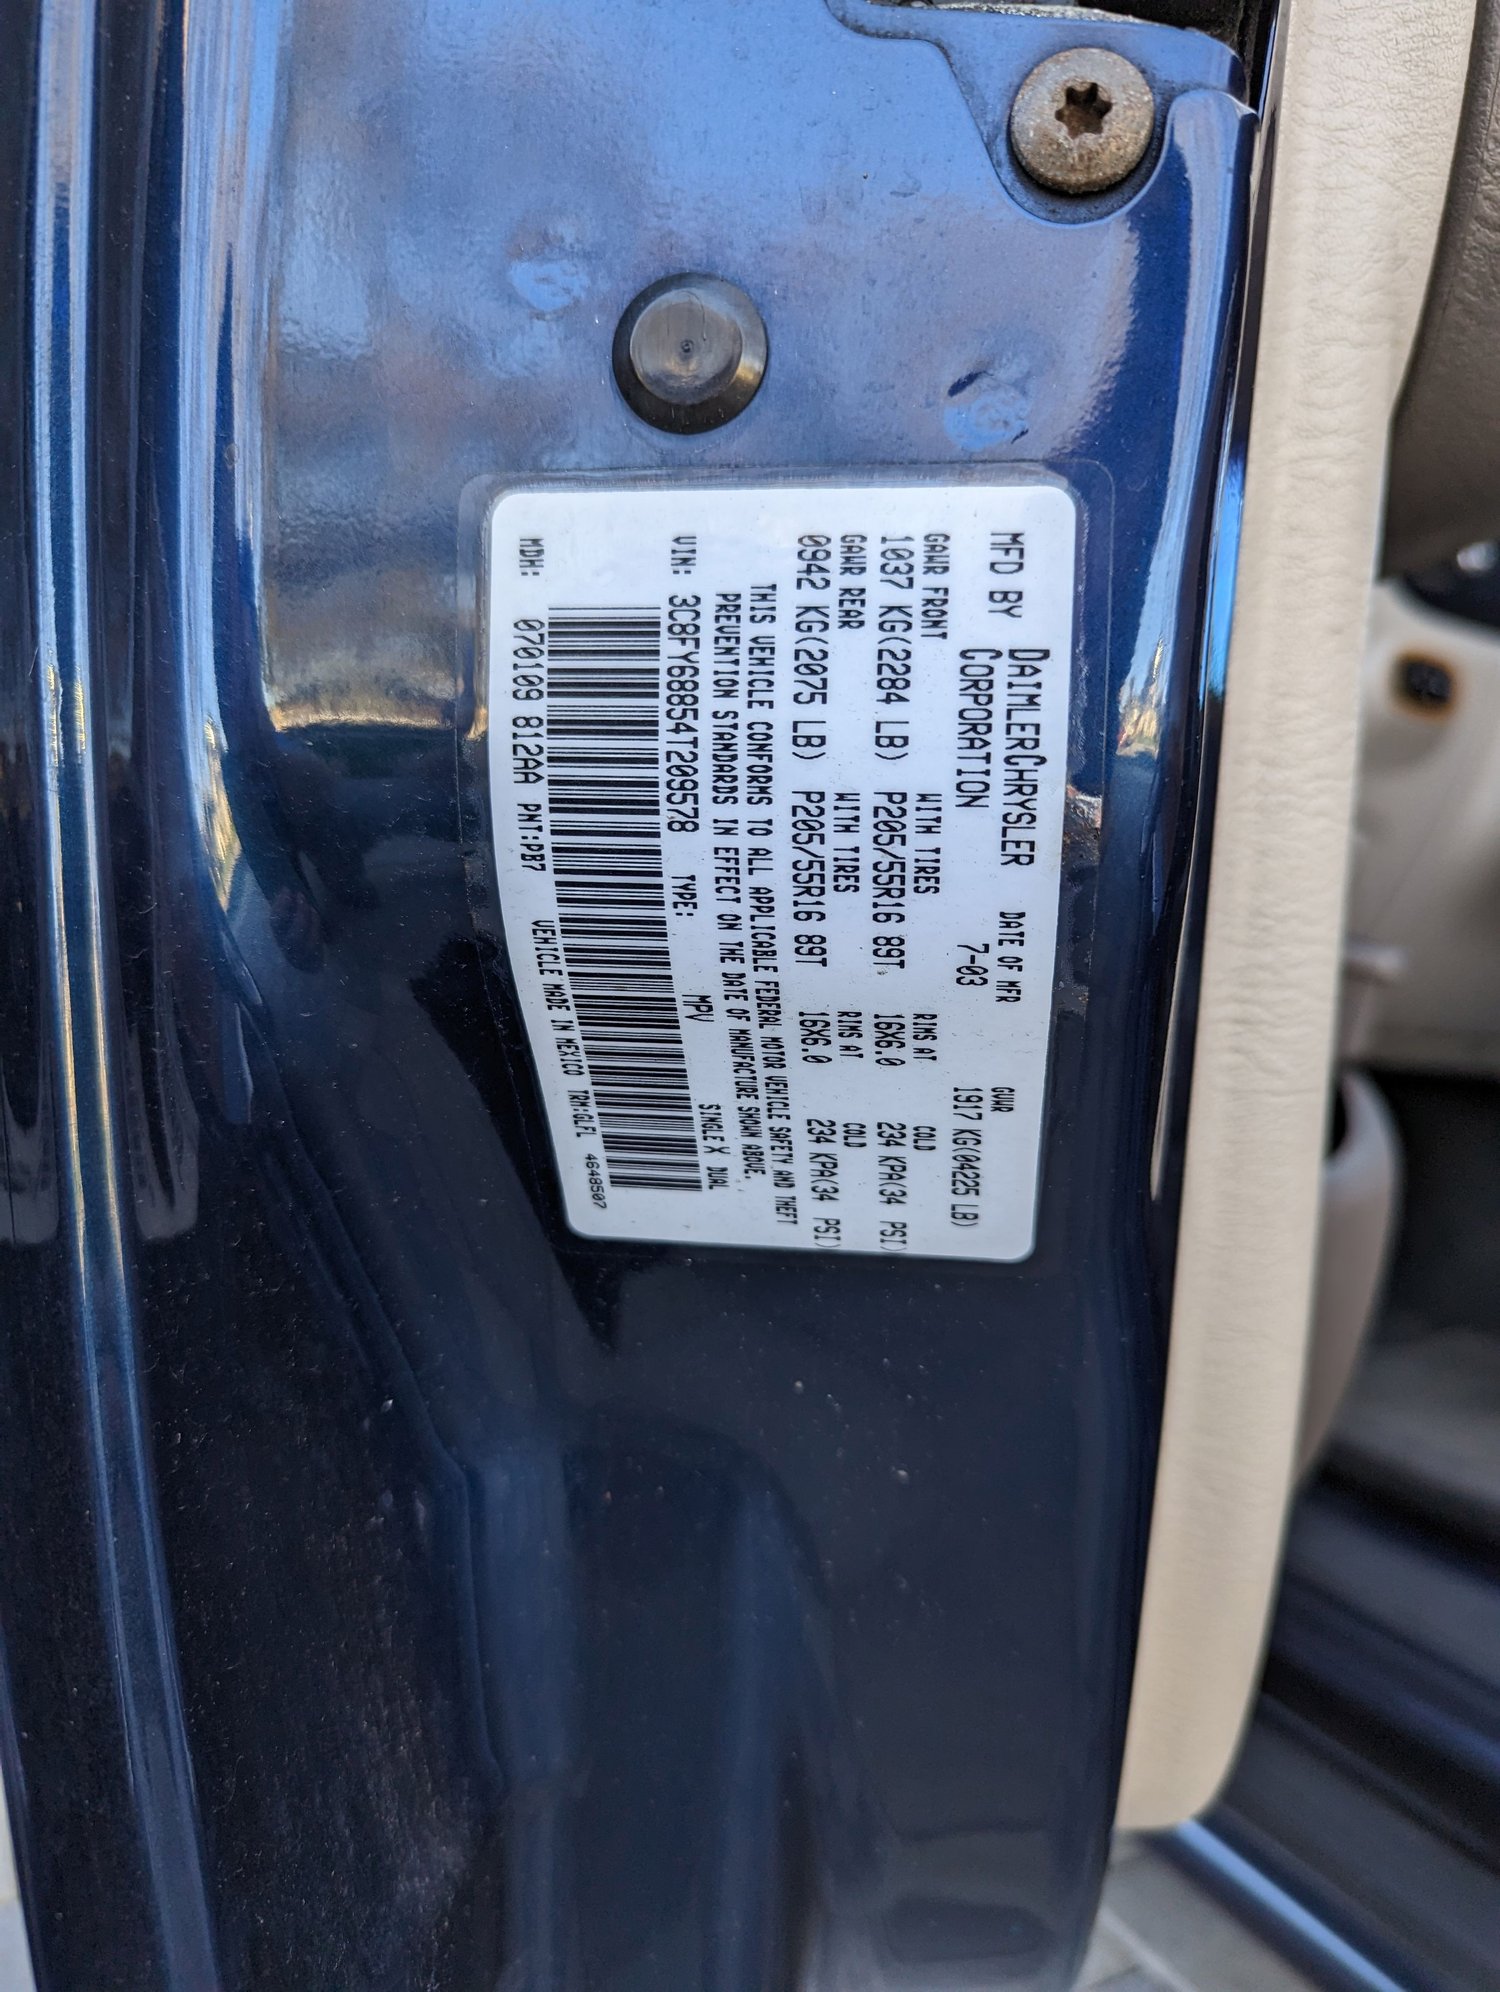 MFD BY DAIMLERCHRYSLER CORPORATION DATE OF MFR 7-03 GVWR 1917 KG(04225 LB)
GAWR FRONT WITH TIRES RIMS AT COLD
1037 KG(2284 LB) P205/55R16 89T 16X6.0 234 KPA(34 PSI)
GAWR REAR WITH TIRES RIMS AT COLD
0942 KG(2075 LB) P205/55R16 89T 16X6.0 234 KPA(34 PSI)
THIS VEHICLE CONFORMS TO ALL APPLICABLE FEDERAL MOTOR VEHICLE SAFETY AND THEFT
PREVENTION STANDARDS IN EFFECT ON THE DATE OF MANUFACTURE SHOWN ABOVE.
VIN: 3C8FY68854T209578 TYPE: MPV SINGLE X DUAL
MDH: 070109 812AA PNT:PB7 VEHICLE MADE IN MEXICO TRM:GLFL 4648507